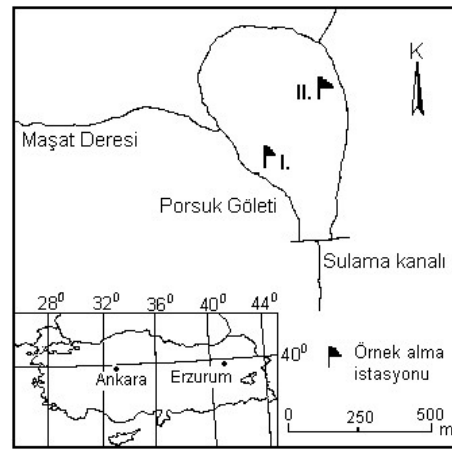 K
II.
Maşat Deresi
I.
Porsuk Göleti
Sulama kanalı
28⁰ 32⁰ 36⁰ 40⁰ 44⁰
40⁰
Ankara
Erzurum
Örnek alma
istasyonu
0 250 500 m